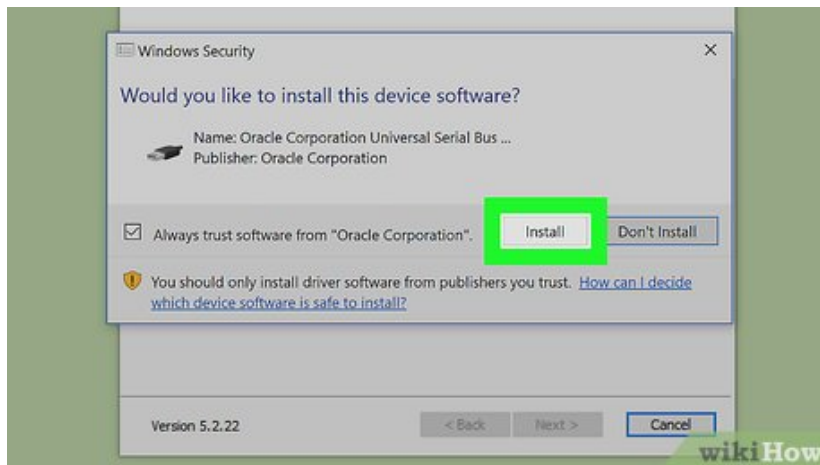 Windows Security
Would you like to install this device software?
Name: Oracle Corporation Universal Serial Bus ...
Publisher: Oracle Corporation
Always trust software from "Oracle Corporation".
Install
Don't Install
You should only install driver software from publishers you trust. How can I decide
which device software is safe to install?
Version 5.2.22
< Back
Next >
Cancel
wikiHow